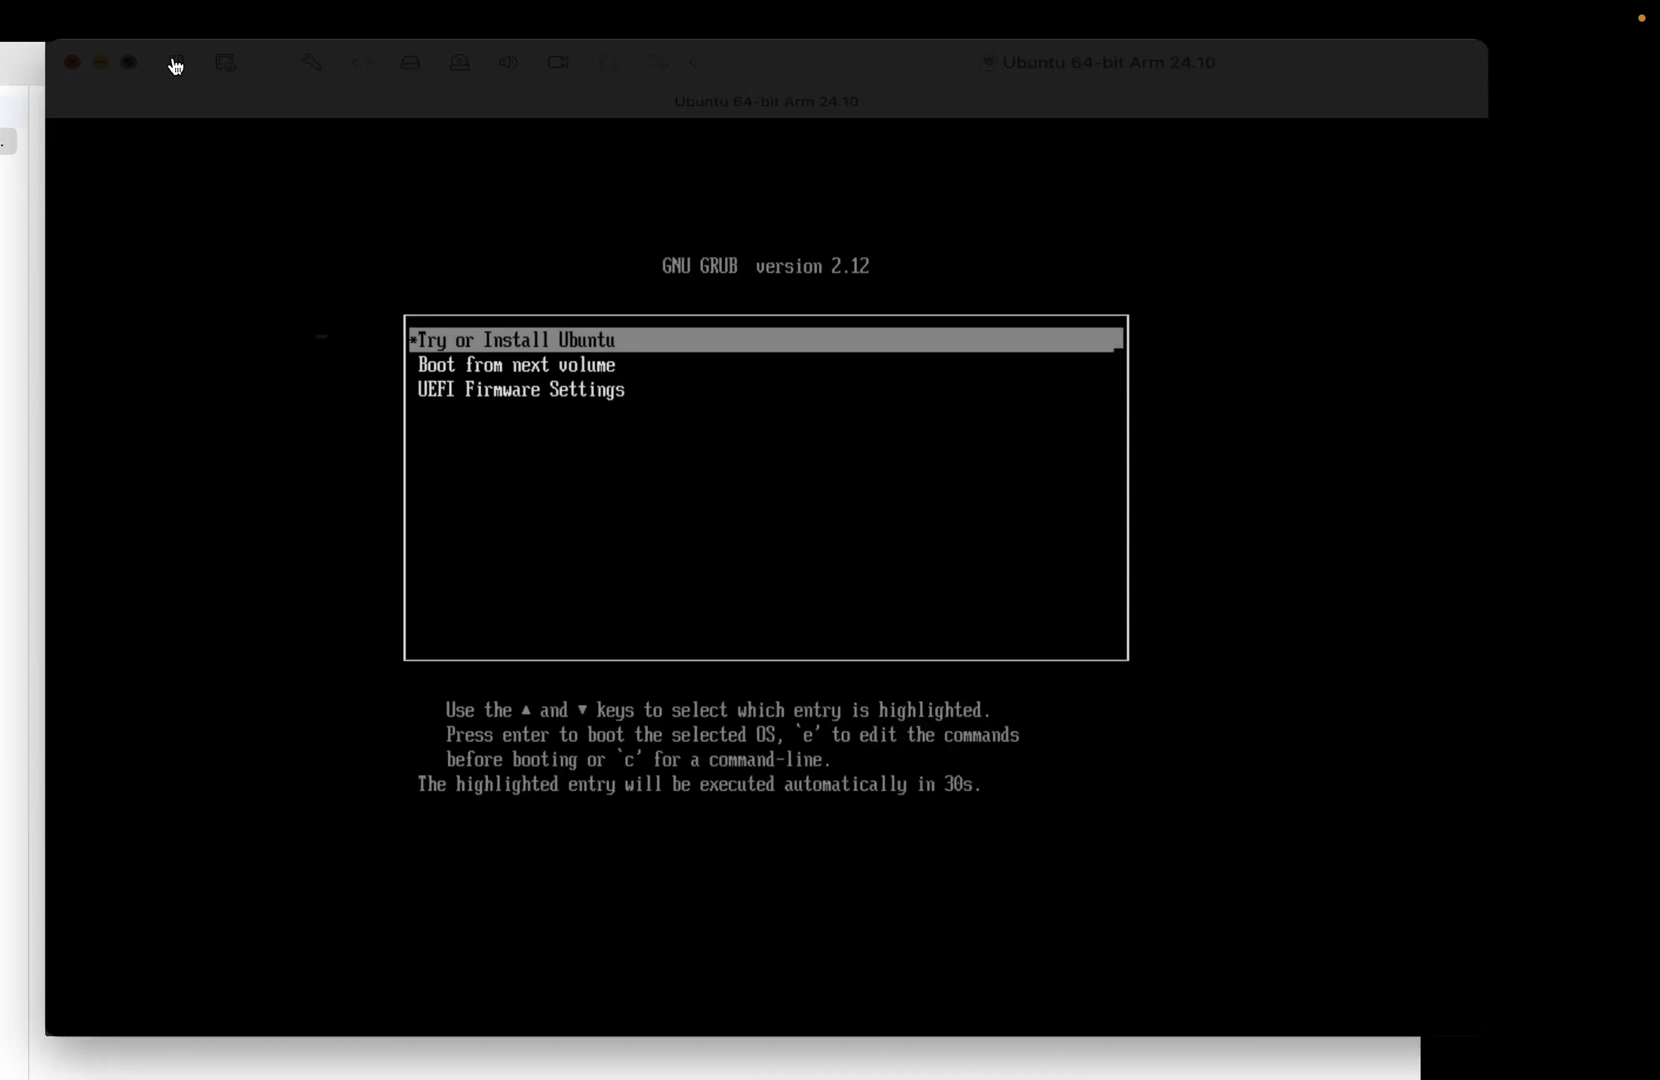 Ubuntu 64-bit Arm 24.10
Ubuntu 64-bit Arm 24.10
GNU GRUB version 2.12
*Try or Install Ubuntu
Boot from next volume
UEFI Firmware Settings
Use the ▲ and ▼ keys to select which entry is highlighted.
Press enter to boot the selected OS, `e' to edit the commands
before booting or `c' for a command-line.
The highlighted entry will be executed automatically in 30s.